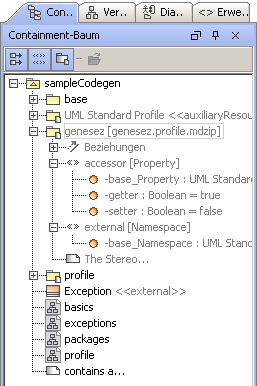 Con... Ver... Dia... <> Erwe...
Containment-Baum
sampleCodegen
base
UML Standard Profile <<auxiliaryResou
genesez [genesez.profile.mdzip]
Beziehungen
<> accessor [Property]
-base_Property : UML Standard
-getter : Boolean = true
-setter : Boolean = false
<> external [Namespace]
-base_Namespace : UML Stanc
The Stereo...
profile
Exception <<external>>
basics
exceptions
packages
profile
contains a...